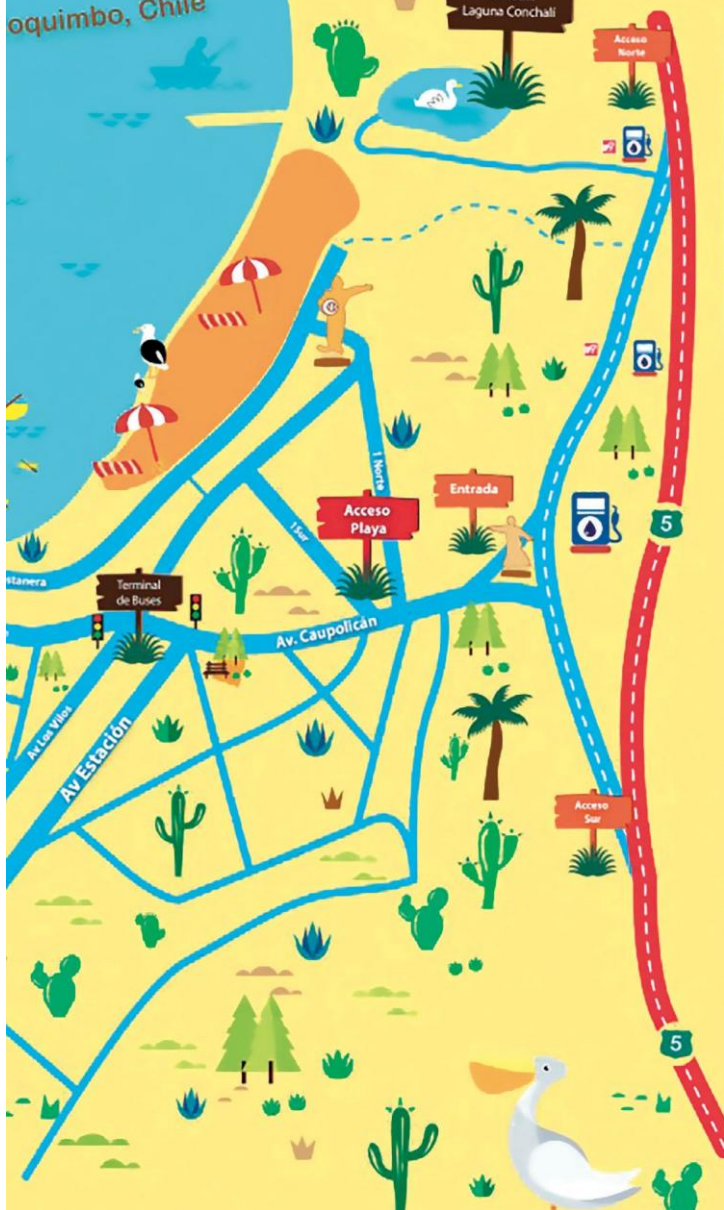 oquimbo, Chile
Laguna Conchalí
Acceso
Norte
1 Norte
Entrada
Acceso
Playa
1 Sur
5
stanera
Terminal
de Buses
Av. Caupolicán
Av Los Vilos
Av Estación
Acceso
Sur
5